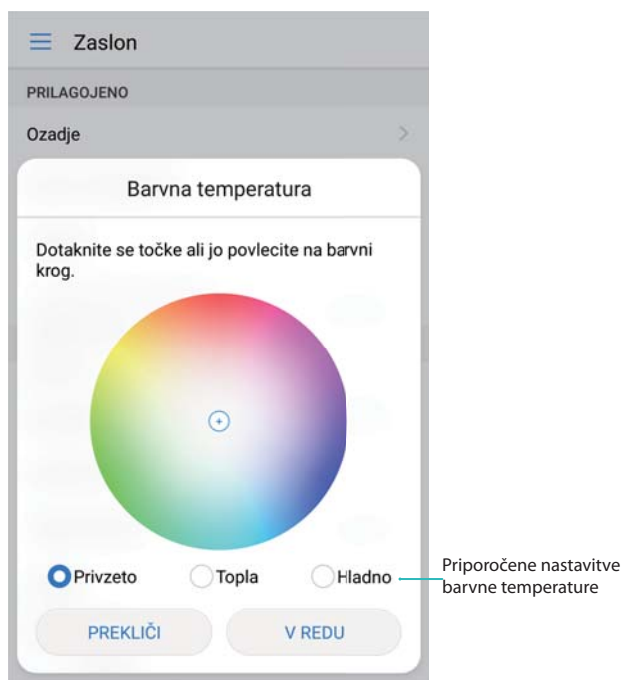 Zaslon
PRILAGOJENO
Ozadje
Barvna temperatura
Dotaknite se točke ali jo povlecite na barvni
krog.
Privzeto Topla Hladno
Priporočene nastavitve
barvne temperature
PREKLIČI V REDU